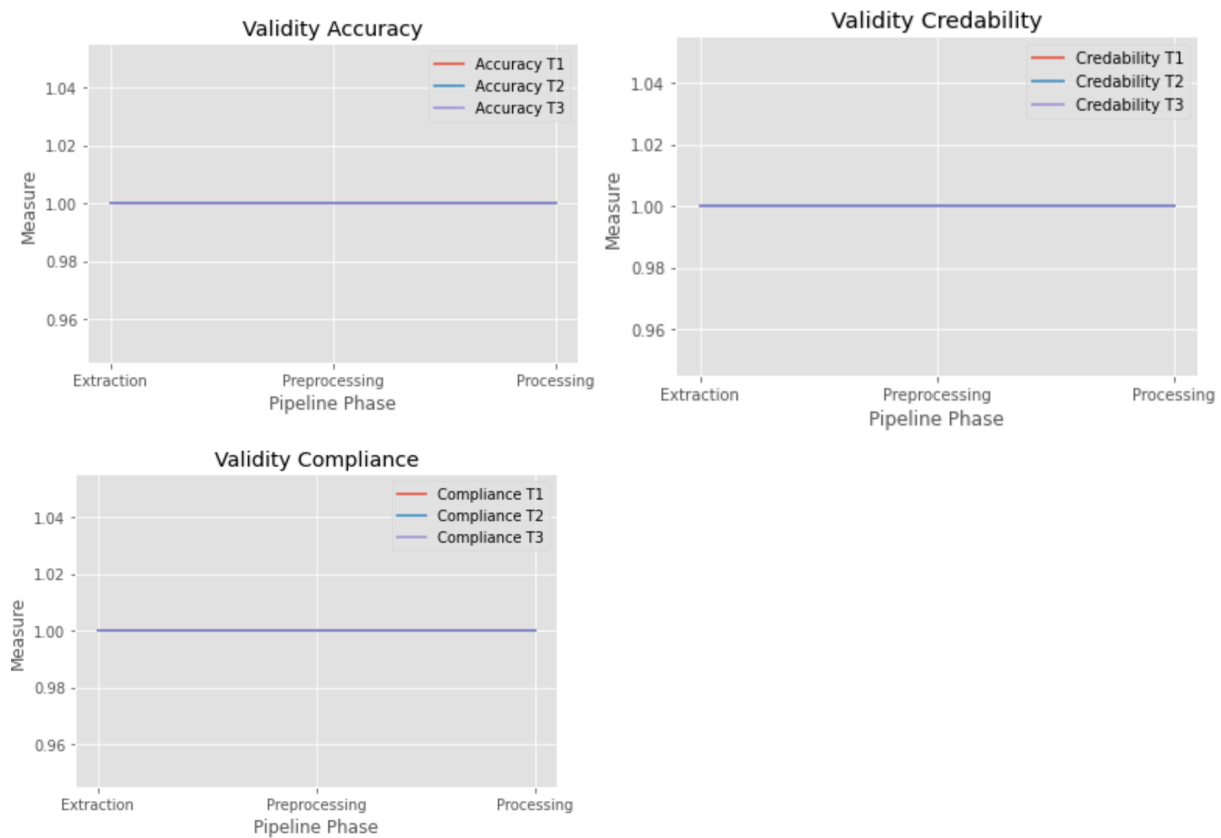 Validity Accuracy
Accuracy T1
Accuracy T2
Accuracy T3
1.04
1.02
1.00
0.98
0.96
Measure
Extraction Preprocessing Processing
Pipeline Phase
Validity Credability
Credability T1
Credability T2
Credability T3
1.04
1.02
1.00
0.98
0.96
Measure
Extraction Preprocessing Processing
Pipeline Phase
Validity Compliance
Compliance T1
Compliance T2
Compliance T3
1.04
1.02
1.00
0.98
0.96
Measure
Extraction Preprocessing Processing
Pipeline Phase